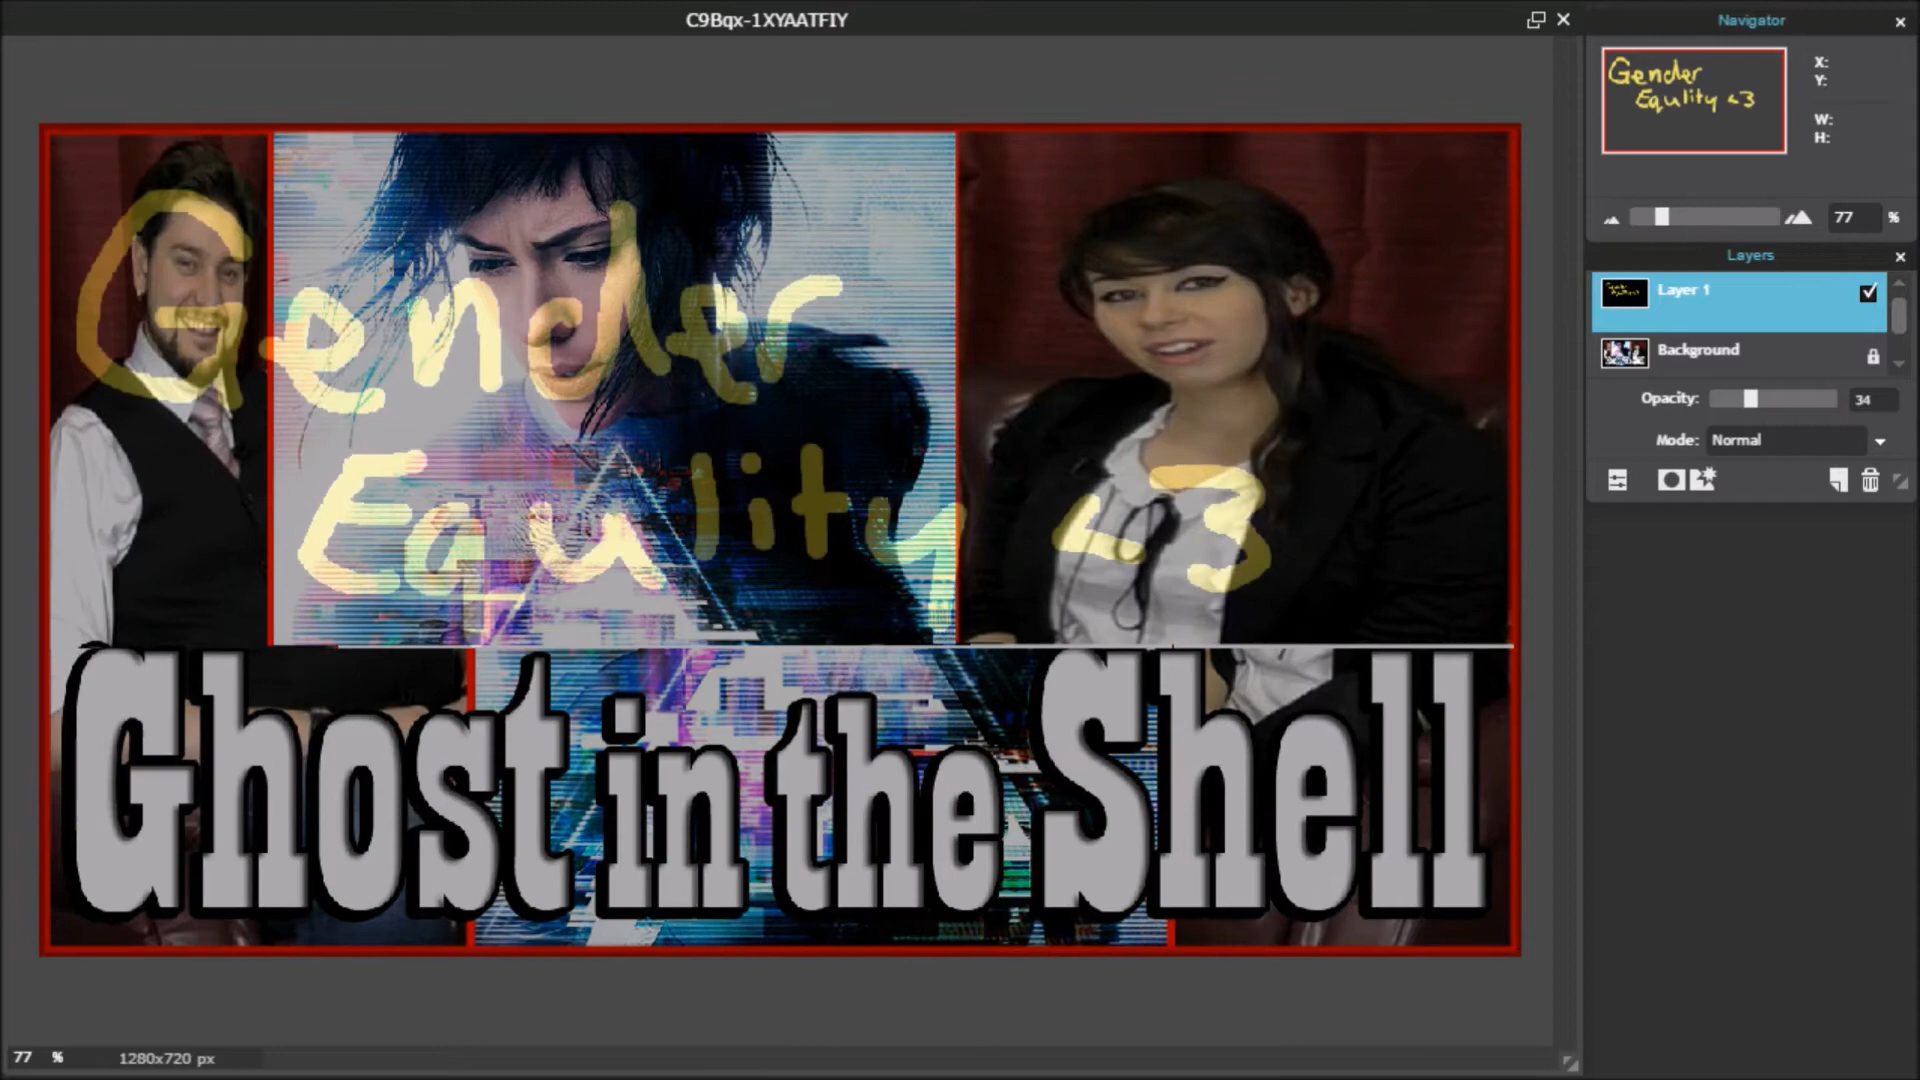 C9Bqx-1XYAATFIY
Navigator
Gender
Equlity <3
X:
Y:
W:
H:
77 %
Layers
Layer 1
Background
Opacity: 34
Mode: Normal
Gender
Equlity <3
Ghost in the Shell
77 %
1280x720 px